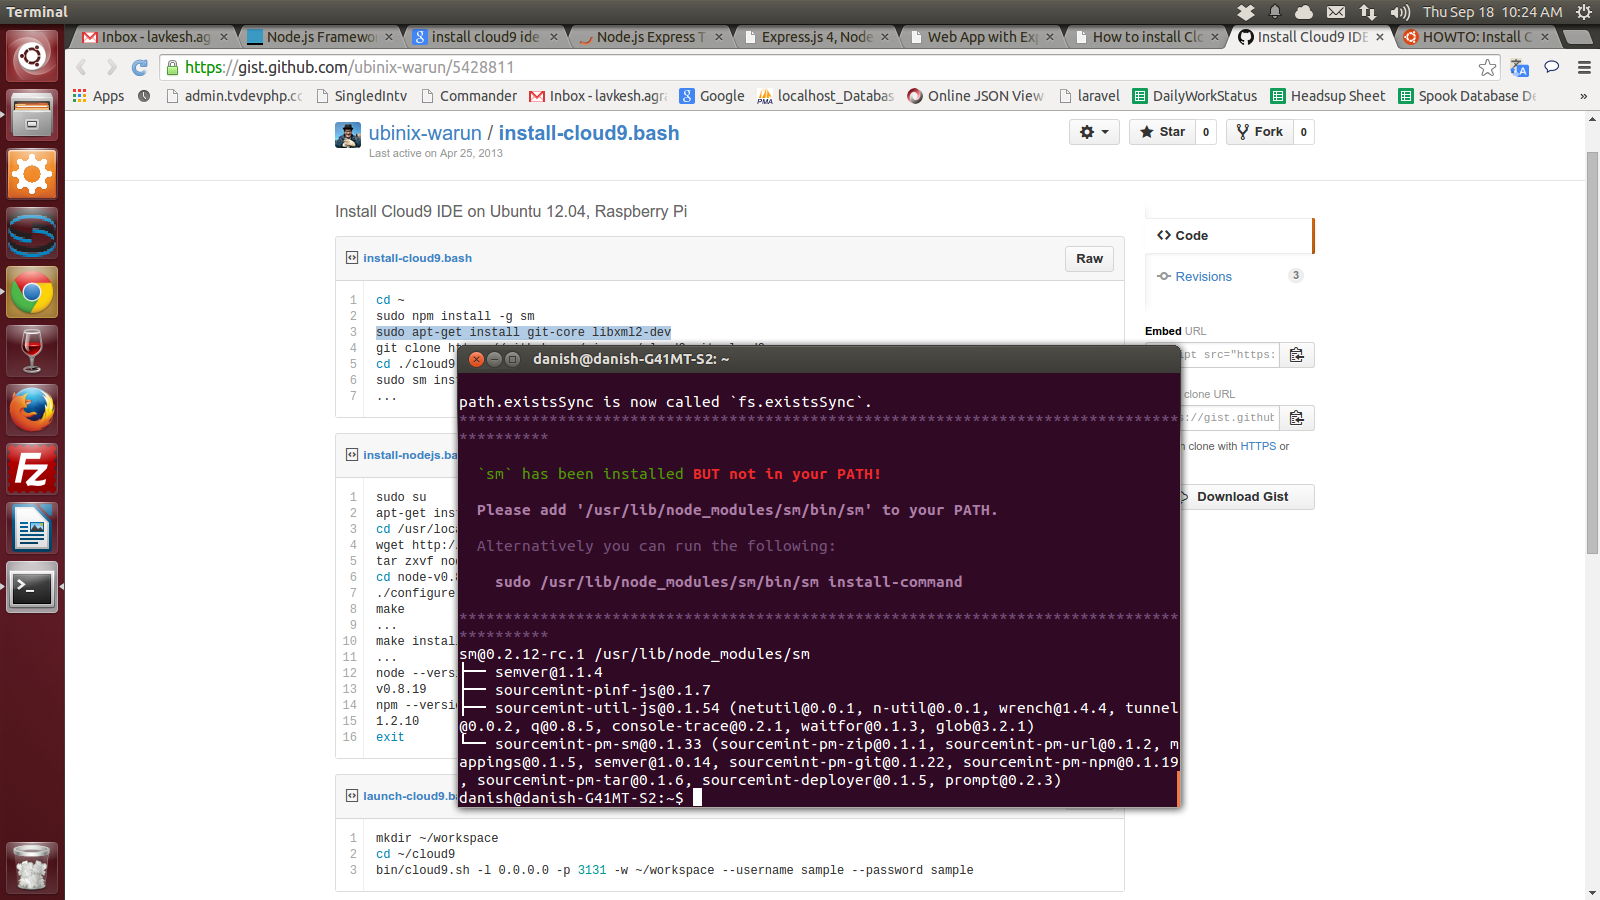 Terminal
Thu Sep 18 10:24 AM
Inbox - lavkesh.ag
Node.js Framewo
install cloud9 ide
Node.js Express T
Express.js 4, Node
Web App with Ex
How to install Clo
Install Cloud9 IDE
HOWTO: Install C
https://gist.github.com/ubinix-warun/5428811
Apps
admin.tvdevphp.cc
SingledIntv
Commander
Inbox - lavkesh.agra
Google
localhost_Databas
Online JSON View
laravel
DailyWorkStatus
Headsup Sheet
Spook Database De
»
ubinix-warun / install-cloud9.bash
Last active on Apr 25, 2013
Star 0
Fork 0
Install Cloud9 IDE on Ubuntu 12.04, Raspberry Pi
Code
Revisions 3
Embed URL
clone URL
clone with HTTPS or
Download Gist
install-cloud9.bash
Raw
1 cd ~
2 sudo npm install -g sm
3 sudo apt-get install git-core libxml2-dev
4 git clone
5 cd ./cloud9
6 sudo sm inst
7 ...
install-nodejs.ba
1 sudo su
2 apt-get inst
3 cd /usr/loca
4 wget http:/
5 tar zxvf nod
6 cd node-v0.8
7 ./configure
8 make
9 ...
10 make instal
11 ...
12 node --versi
13 v0.8.19
14 npm --versio
15 1.2.10
16 exit
launch-cloud9.b
1 mkdir ~/workspace
2 cd ~/cloud9
3 bin/cloud9.sh -l 0.0.0.0 -p 3131 -w ~/workspace --username sample --password sample
danish@danish-G41MT-S2: ~
path.existsSync is now called `fs.existsSync`.
********************************************************************************
**********
`sm` has been installed BUT not in your PATH!
Please add '/usr/lib/node_modules/sm/bin/sm' to your PATH.
Alternatively you can run the following:
sudo /usr/lib/node_modules/sm/bin/sm install-command
********************************************************************************
**********
sm@0.2.12-rc.1 /usr/lib/node_modules/sm
├── semver@1.1.4
├── sourcemint-pinf-js@0.1.7
├── sourcemint-util-js@0.1.54 (netutil@0.0.1, n-util@0.0.1, wrench@1.4.4, tunnel
@0.0.2, q@0.8.5, console-trace@0.2.1, waitfor@0.1.3, glob@3.2.1)
└── sourcemint-pm-sm@0.1.33 (sourcemint-pm-zip@0.1.1, sourcemint-pm-url@0.1.2, m
appings@0.1.5, semver@1.0.14, sourcemint-pm-git@0.1.22, sourcemint-pm-npm@0.1.19
, sourcemint-pm-tar@0.1.6, sourcemint-deployer@0.1.5, prompt@0.2.3)
danish@danish-G41MT-S2:~$